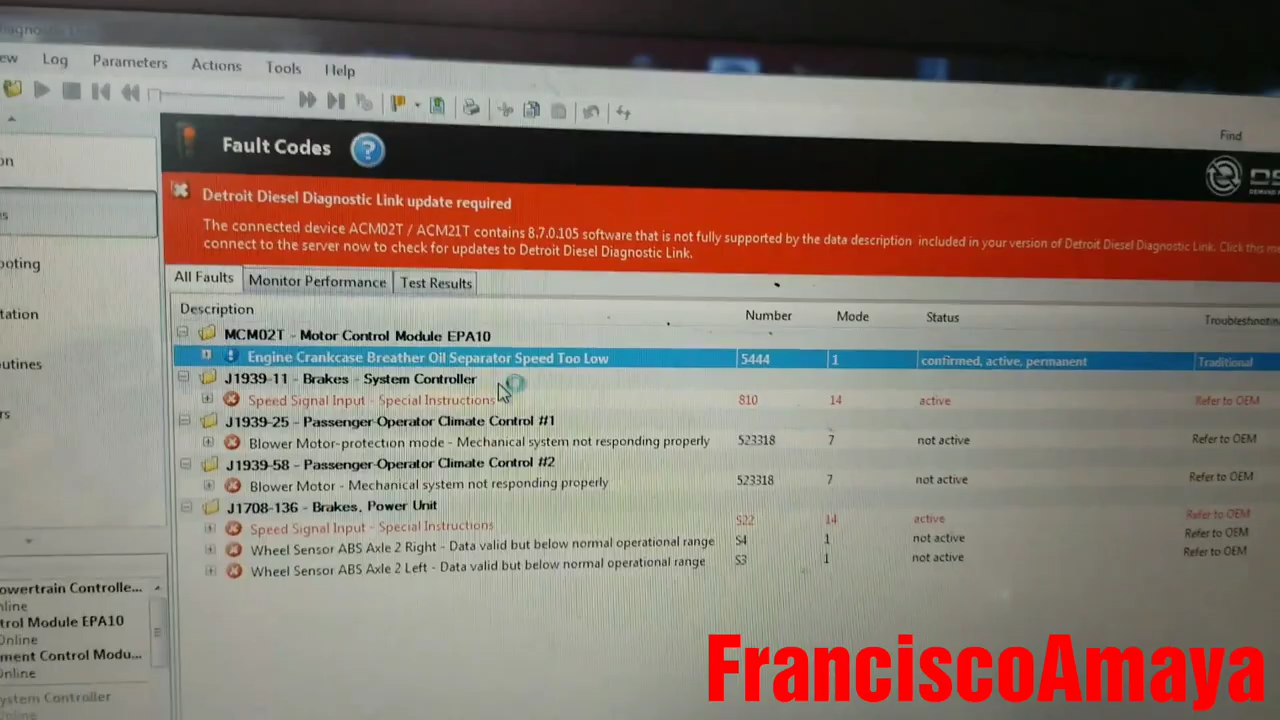 Log Parameters Actions Tools Help
Find
Fault Codes ?
Detroit Diesel Diagnostic Link update required
The connected device ACM02T / ACM21T contains 8.7.0.105 software that is not fully supported by the data description included in your version of Detroit Diesel Diagnostic Link. Click this
connect to the server now to check for updates to Detroit Diesel Diagnostic Link.
All Faults Monitor Performance Test Results
Description Number Mode Status
MCM02T - Motor Control Module EPA10
Engine Crankcase Breather Oil Separator Speed Too Low 5444 1 confirmed, active, permanent Traditional
J1939-11 - Brakes - System Controller
Speed Signal Input - Special Instructions 810 14 active Refer to OEM
J1939-25 - Passenger-Operator Climate Control #1
Blower Motor-protection mode - Mechanical system not responding properly 523318 7 not active Refer to OEM
J1939-58 - Passenger-Operator Climate Control #2
Blower Motor - Mechanical system not responding properly 523318 7 not active Refer to OEM
J1708-136 - Brakes, Power Unit
Speed Signal Input - Special Instructions S22 14 active Refer to OEM
Wheel Sensor ABS Axle 2 Right - Data valid but below normal operational range S4 1 not active Refer to OEM
Wheel Sensor ABS Axle 2 Left - Data valid but below normal operational range S3 1 not active Refer to OEM
owertrain Controlle...
trol Module EPA10
Online
ment Control Modu...
ystem Controller
FranciscoAmaya